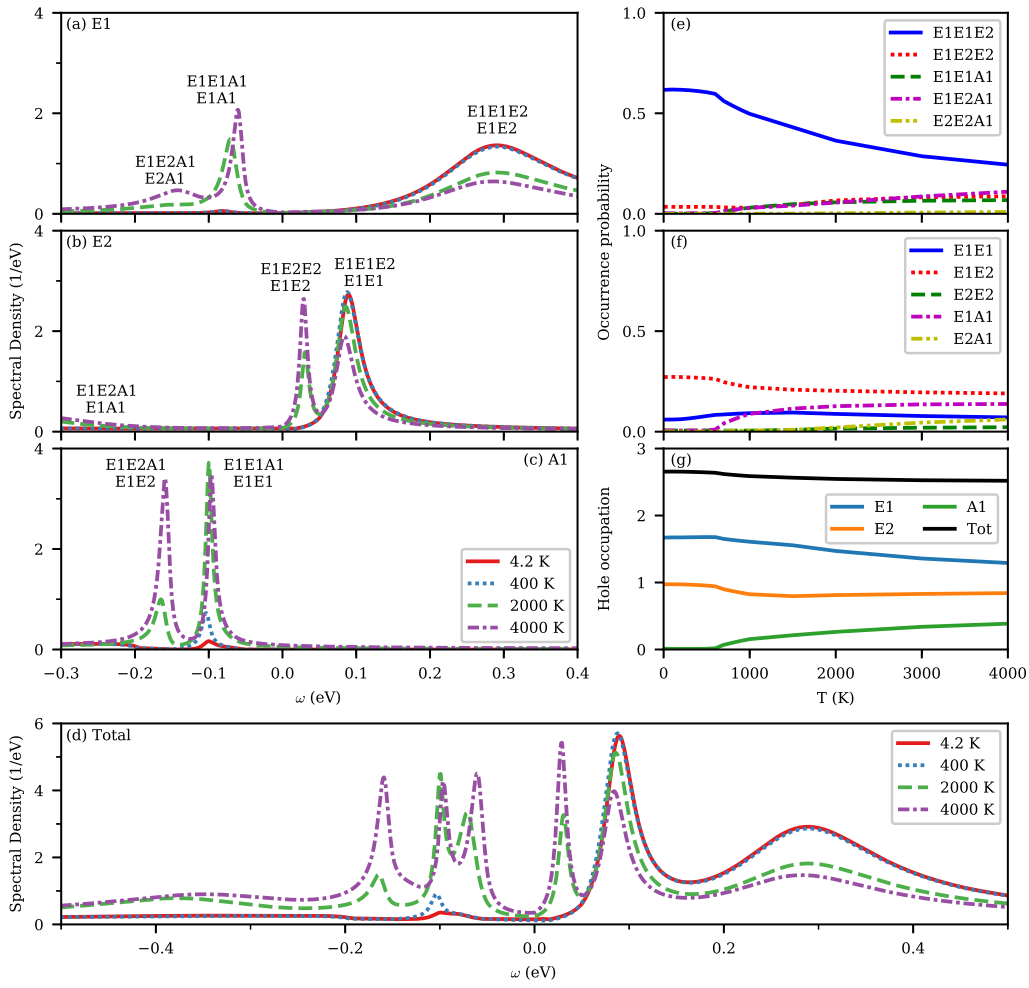 (a) E1
4
2
0
E1E2A1
E2A1
E1E1A1
E1A1
E1E1E2
E1E2
(b) E2
4
2
0
E1E2A1
E1A1
E1E2E2
E1E2
E1E1E2
E1E1
Spectral Density (1/eV)
(c) A1
4
2
0
E1E2A1
E1E2
E1E1A1
E1E1
4.2 K
400 K
2000 K
4000 K
−0.3
−0.2
−0.1
0.0
0.1
0.2
0.3
0.4
ω (eV)
(e)
1.0
0.5
0.0
E1E1E2
E1E2E2
E1E1A1
E1E2A1
E2E2A1
Occurrence probability
(f)
1.0
0.5
0.0
E1E1
E1E2
E2E2
E1A1
E2A1
(g)
3
2
1
0
Hole occupation
E1
E2
A1
Tot
0
1000
2000
3000
4000
T (K)
(d) Total
6
4
2
0
Spectral Density (1/eV)
4.2 K
400 K
2000 K
4000 K
−0.4
−0.2
0.0
0.2
0.4
ω (eV)